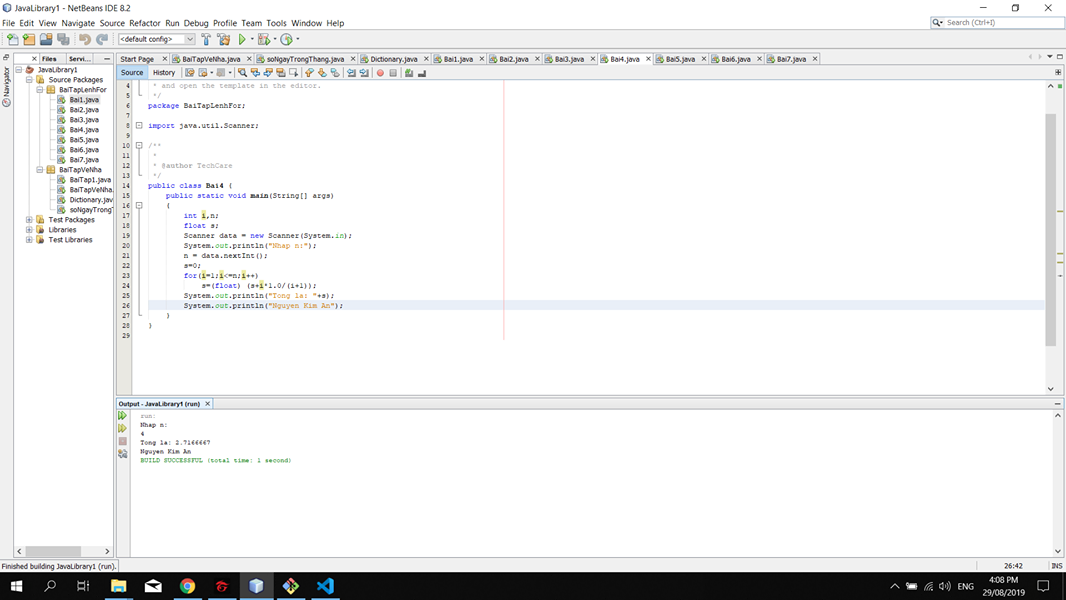 JavaLibrary1 - NetBeans IDE 8.2
File Edit View Navigate Source Refactor Run Debug Profile Team Tools Window Help
Search (Ctrl+I)
<default config>
Files Servi...
Start Page BaiTapVeNha.java soNgayTrongThang.java Dictionary.java Bai1.java Bai2.java Bai3.java Bai4.java Bai5.java Bai6.java Bai7.java
Source History
Navigator
JavaLibrary1
Source Packages
BaiTapLenhFor
Bai1.java
Bai2.java
Bai3.java
Bai4.java
Bai5.java
Bai6.java
Bai7.java
BaiTapVeNha
BaiTap1.java
BaiTapVeNha.
Dictionary.jav
soNgayTrongT
Test Packages
Libraries
Test Libraries
4 * and open the template in the editor.
5 */
6 package BaiTapLenhFor;
7
8 import java.util.Scanner;
9
10 /**
11 *
12 * @author TechCare
13 */
14 public class Bai4 {
15 public static void main(String[] args)
16 {
17 int i,n;
18 float s;
19 Scanner data = new Scanner(System.in);
20 System.out.println("Nhap n:");
21 n = data.nextInt();
22 s=0;
23 for(i=1;i<=n;i++)
24 s=(float) (s+i*1.0/(i+1));
25 System.out.println("Tong la: "+s);
26 System.out.println("Nguyen Kim An");
27 }
28 }
29
Output - JavaLibrary1 (run)
run:
Nhap n:
4
Tong la: 2.7166667
Nguyen Kim An
BUILD SUCCESSFUL (total time: 1 second)
Finished building JavaLibrary1 (run).
26:42 INS
ENG
4:08 PM
29/08/2019